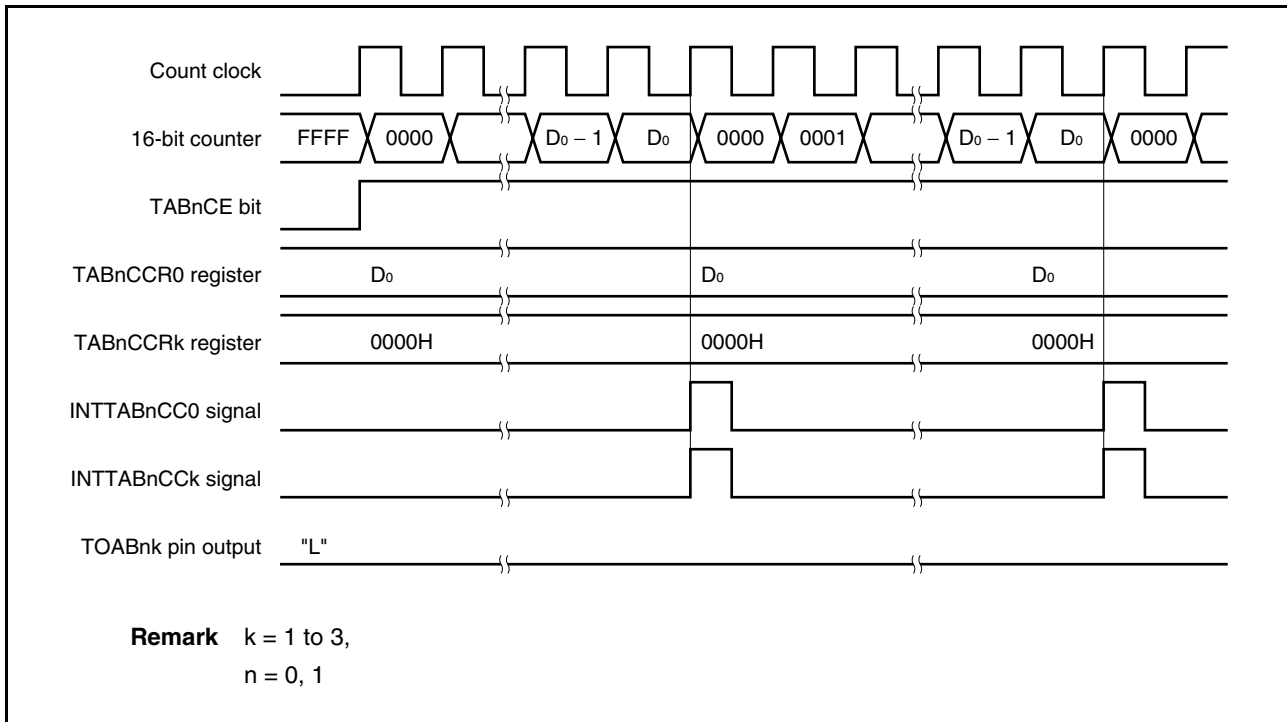 Count clock
16-bit counter FFFF 0000 D₀ − 1 D₀ 0000 0001 D₀ − 1 D₀ 0000
TABnCE bit
TABnCCR0 register D₀ D₀ D₀
TABnCCRk register 0000H 0000H 0000H
INTTABnCC0 signal
INTTABnCCk signal
TOABnk pin output "L"
Remark k = 1 to 3,
n = 0, 1